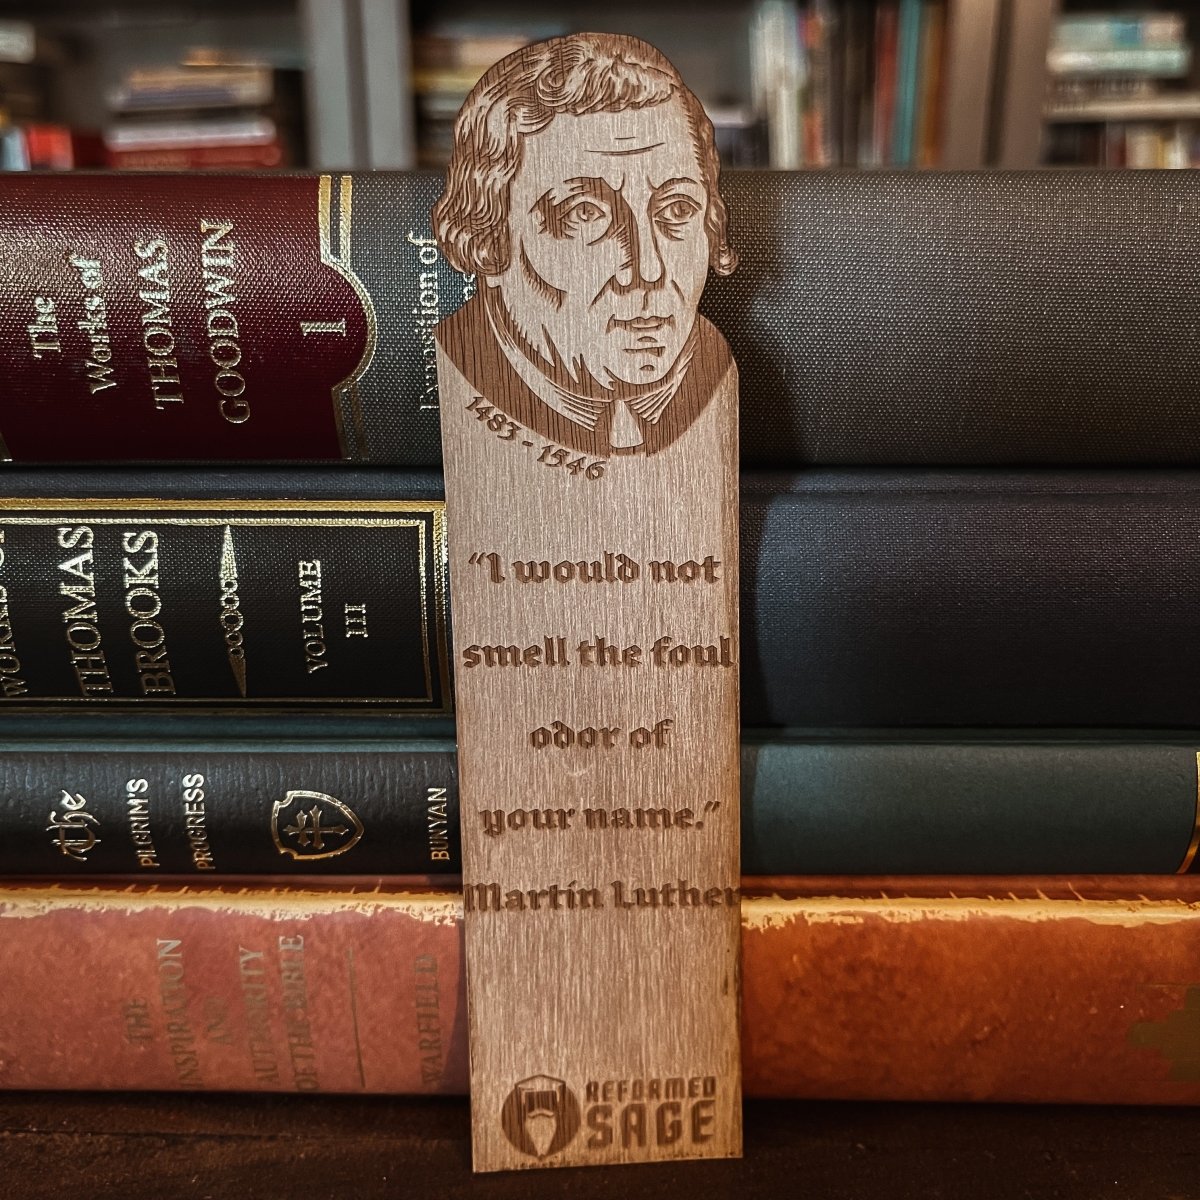 The
Works of
THOMAS
GOODWIN
1
Exposition of
THOMAS
BROOKS
VOLUME
III
the
PILGRIM'S
PROGRESS
BUNYAN
THE
INSPIRATION
AND
AUTHORITY
OF THE BIBLE
WARFIELD
1483 - 1546
“I would not
smell the foul
odor of
your name.”
Martin Luther
REFORMED
SAGE